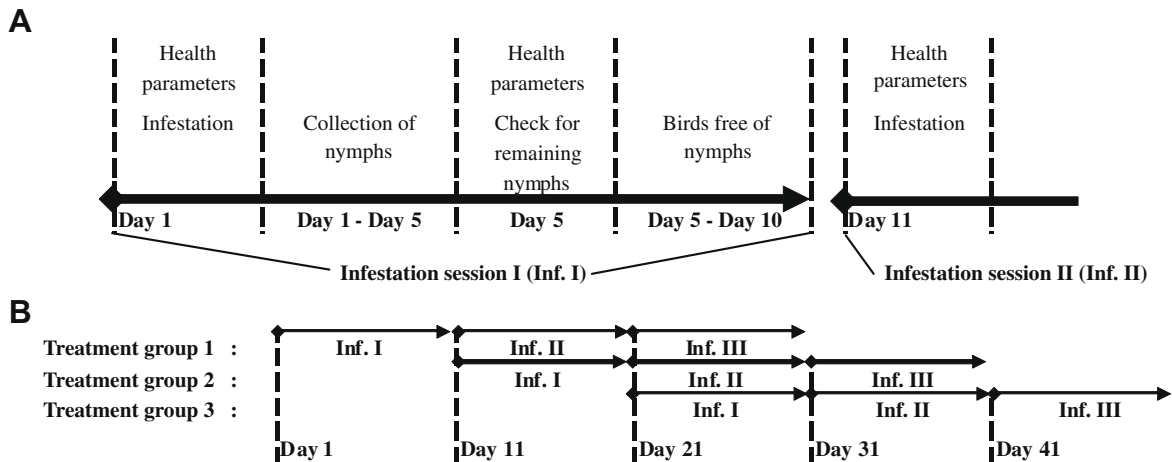 A
Health
parameters
Infestation
Collection of
nymphs
Health
parameters
Check for
remaining
nymphs
Birds free of
nymphs
Health
parameters
Infestation
Day 1
Day 1 - Day 5
Day 5
Day 5 - Day 10
Day 11
Infestation session I (Inf. I)
Infestation session II (Inf. II)
B
Treatment group 1 :
Inf. I
Inf. II
Inf. III
Treatment group 2 :
Inf. I
Inf. II
Inf. III
Treatment group 3 :
Inf. I
Inf. II
Inf. III
Day 1
Day 11
Day 21
Day 31
Day 41